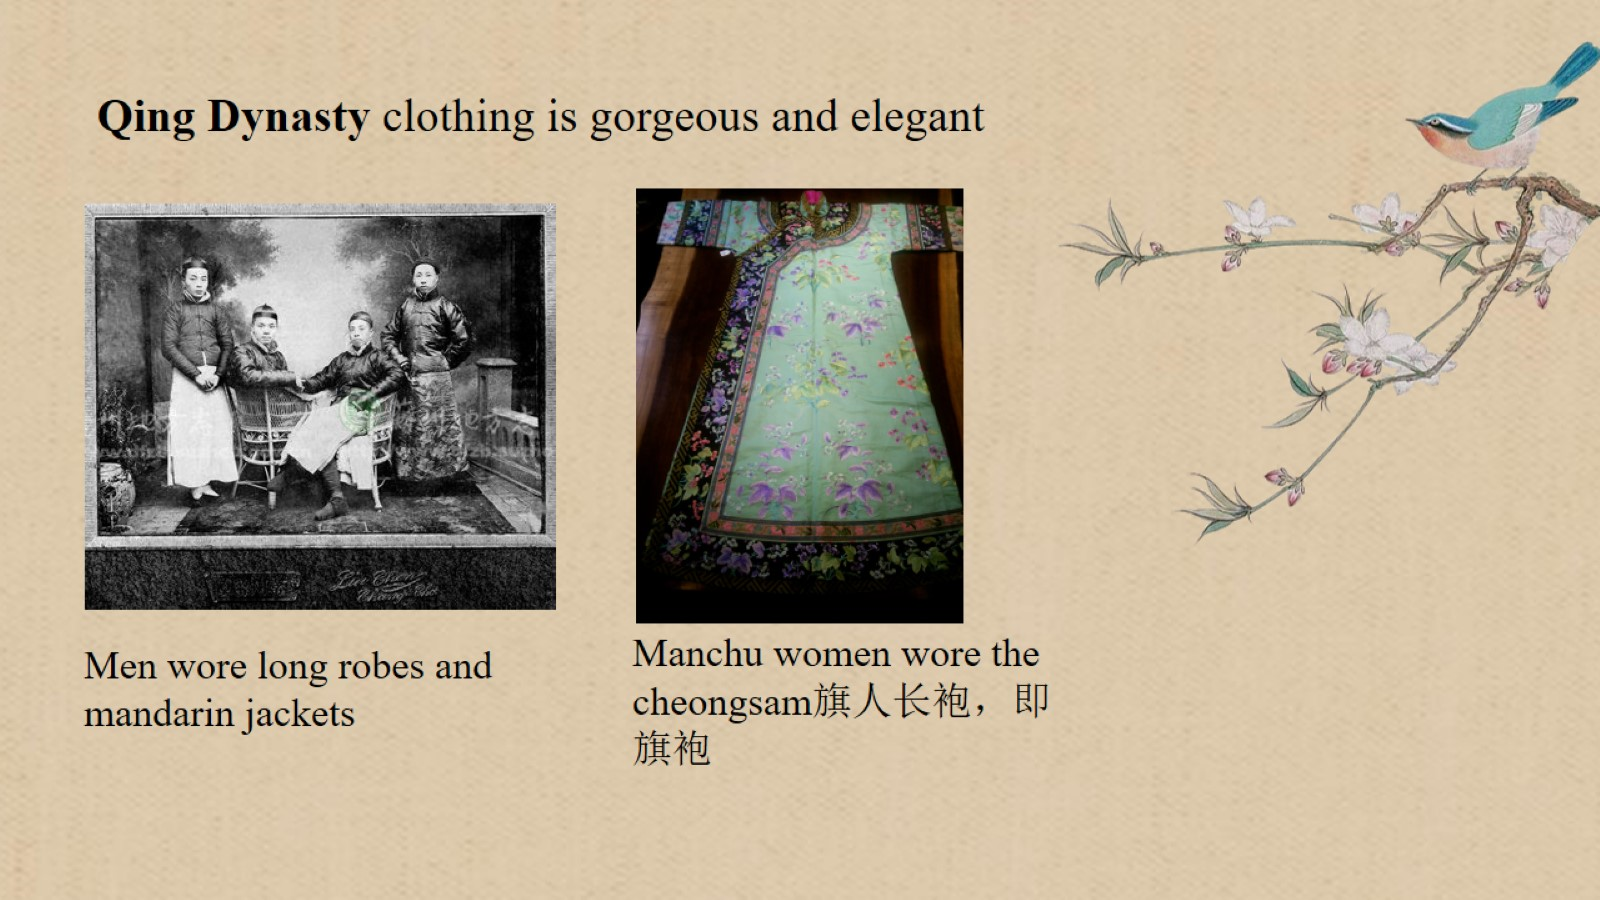 Qing Dynasty clothing is gorgeous and elegant
Men wore long robes and
mandarin jackets
Manchu women wore the
cheongsam旗人长袍，即
旗袍